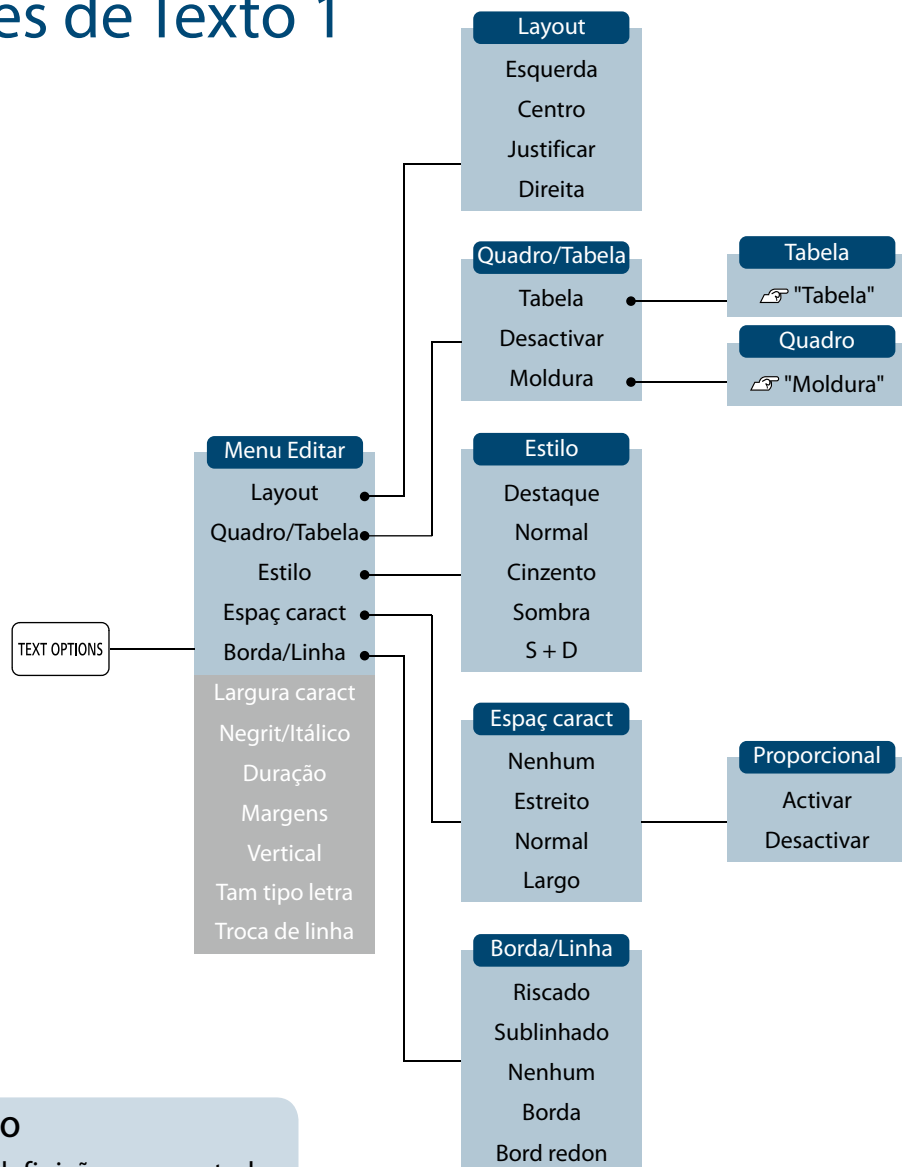 es de Texto 1
TEXT OPTIONS
Menu Editar
Layout
Quadro/Tabela
Estilo
Espaç caract
Borda/Linha
Largura caract
Negrit/Itálico
Duração
Margens
Vertical
Tam tipo letra
Troca de linha
Layout
Esquerda
Centro
Justificar
Direita
Quadro/Tabela
Tabela
Desactivar
Moldura
Tabela
"Tabela"
Quadro
"Moldura"
Estilo
Destaque
Normal
Cinzento
Sombra
S + D
Espaç caract
Nenhum
Estreito
Normal
Largo
Proporcional
Activar
Desactivar
Borda/Linha
Riscado
Sublinhado
Nenhum
Borda
Bord redon
o